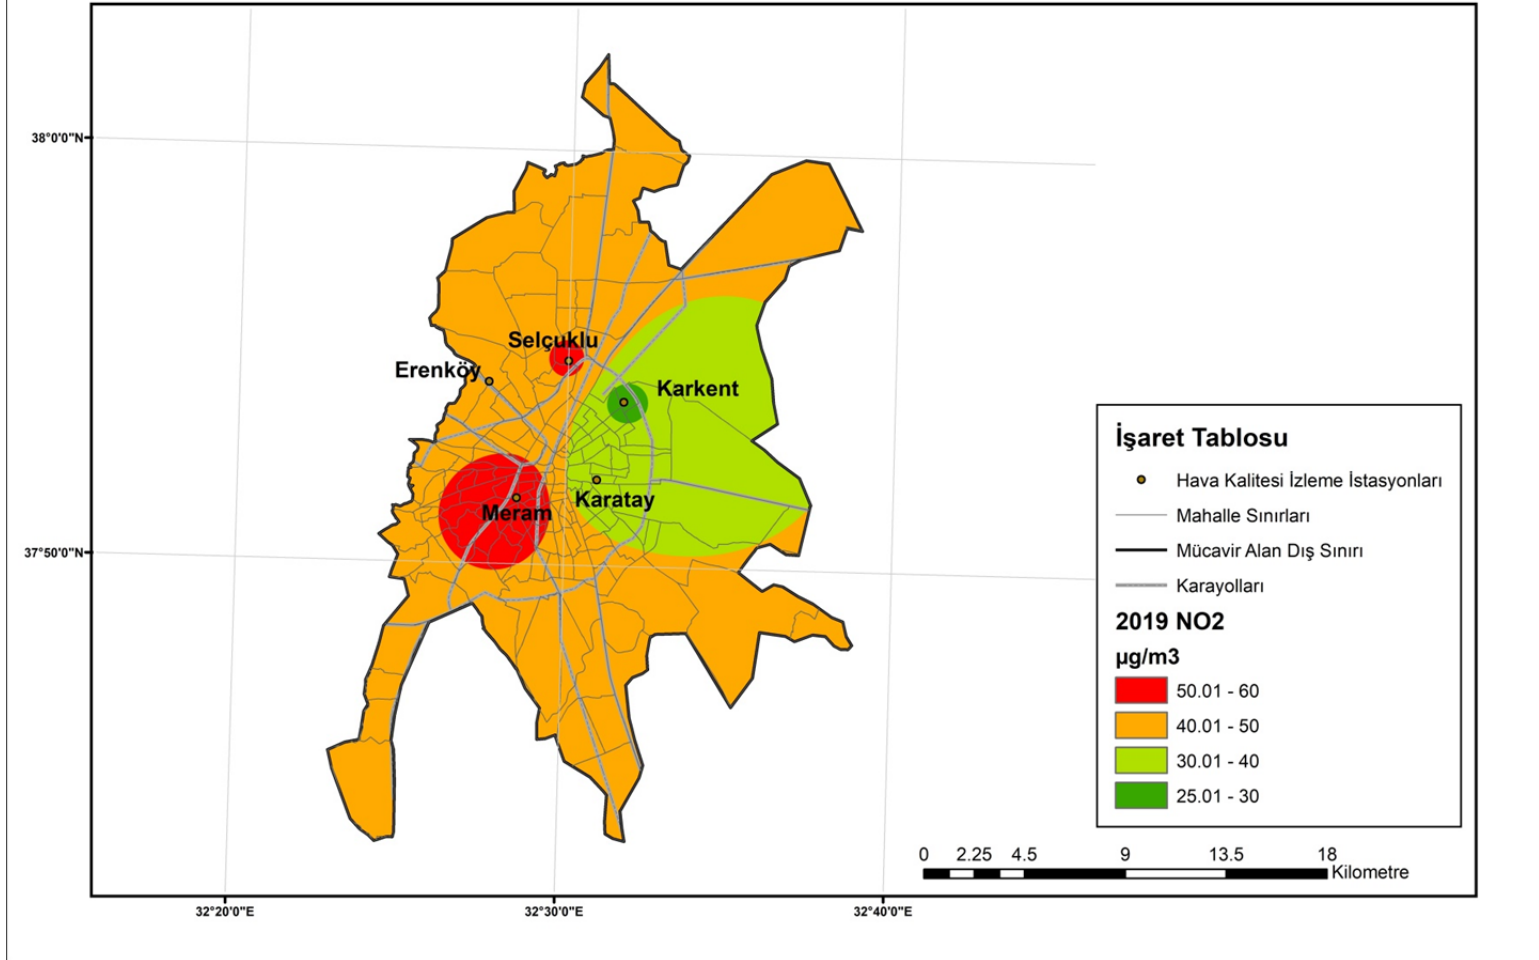 38°0'0"N
Selçuklu
Erenköy
Karkent
Karatay
Meram
37°50'0"N
İşaret Tablosu
Hava Kalitesi İzleme İstasyonları
Mahalle Sınırları
Mücavir Alan Dış Sınırı
Karayolları
2019 NO2
µg/m3
50.01 - 60
40.01 - 50
30.01 - 40
25.01 - 30
0 2.25 4.5 9 13.5 18
Kilometre
32°20'0"E 32°30'0"E 32°40'0"E